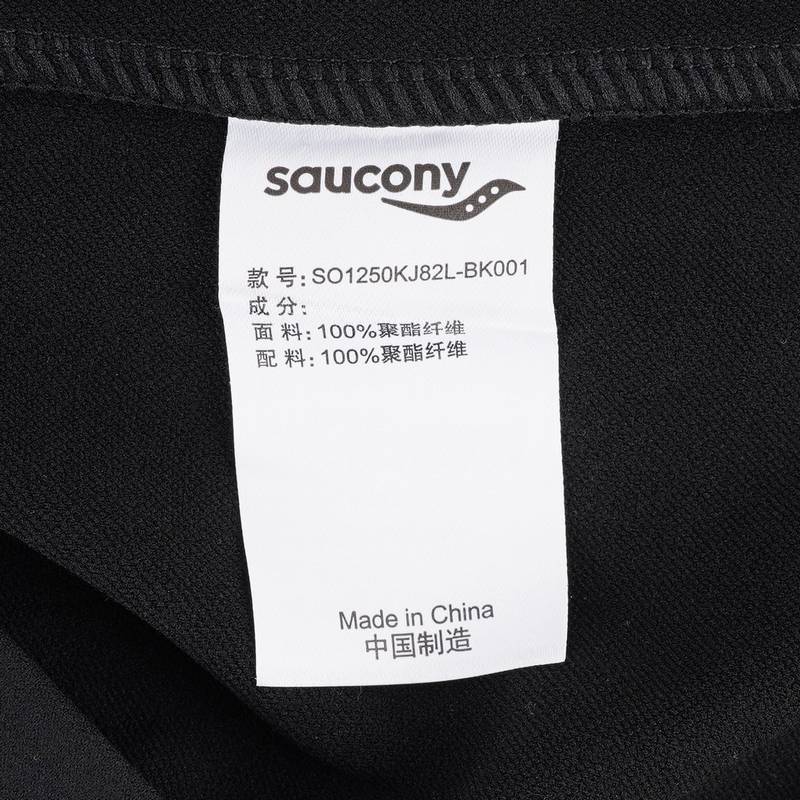 saucony
款号:SO1250KJ82L-BK001
成分:
面料:100%聚酯纤维
配料:100%聚酯纤维
Made in China
中国制造